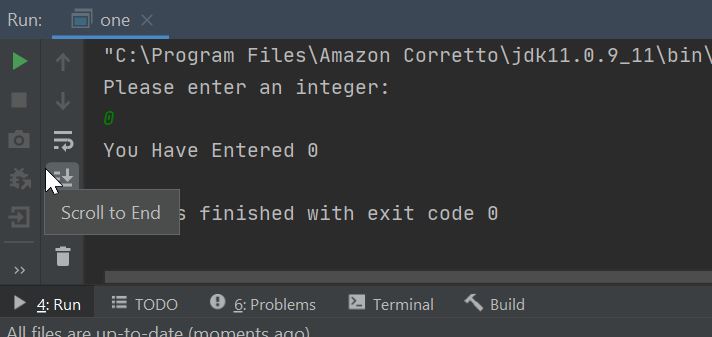 Run: one
"C:\Program Files\Amazon Corretto\jdk11.0.9_11\bin\
Please enter an integer:
0
You Have Entered 0
Scroll to End
s finished with exit code 0
4: Run TODO 6: Problems Terminal Build
All files are up-to-date (moments ago)